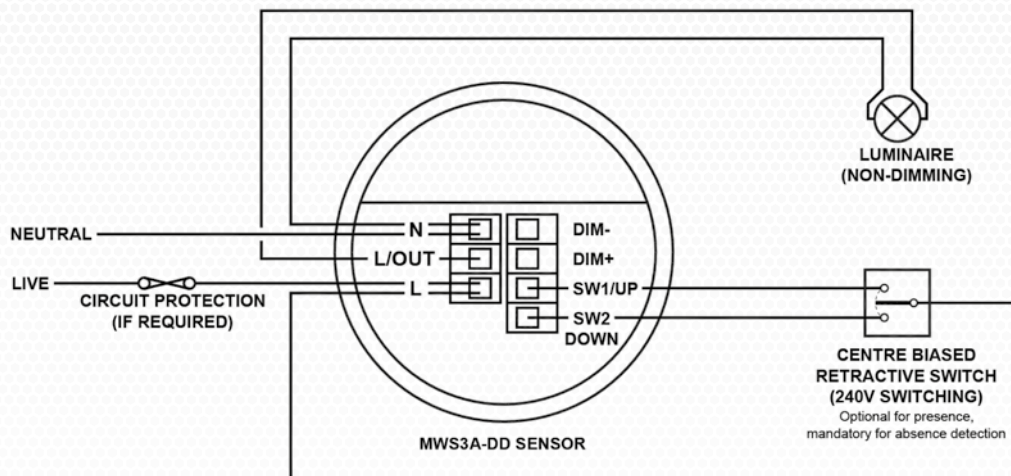 LUMINAIRE
(NON-DIMMING)
NEUTRAL
N
DIM-
L/OUT
DIM+
LIVE
L
SW1/UP
CIRCUIT PROTECTION
(IF REQUIRED)
SW2
DOWN
CENTRE BIASED
RETRACTIVE SWITCH
(240V SWITCHING)
Optional for presence,
mandatory for absence detection
MWS3A-DD SENSOR